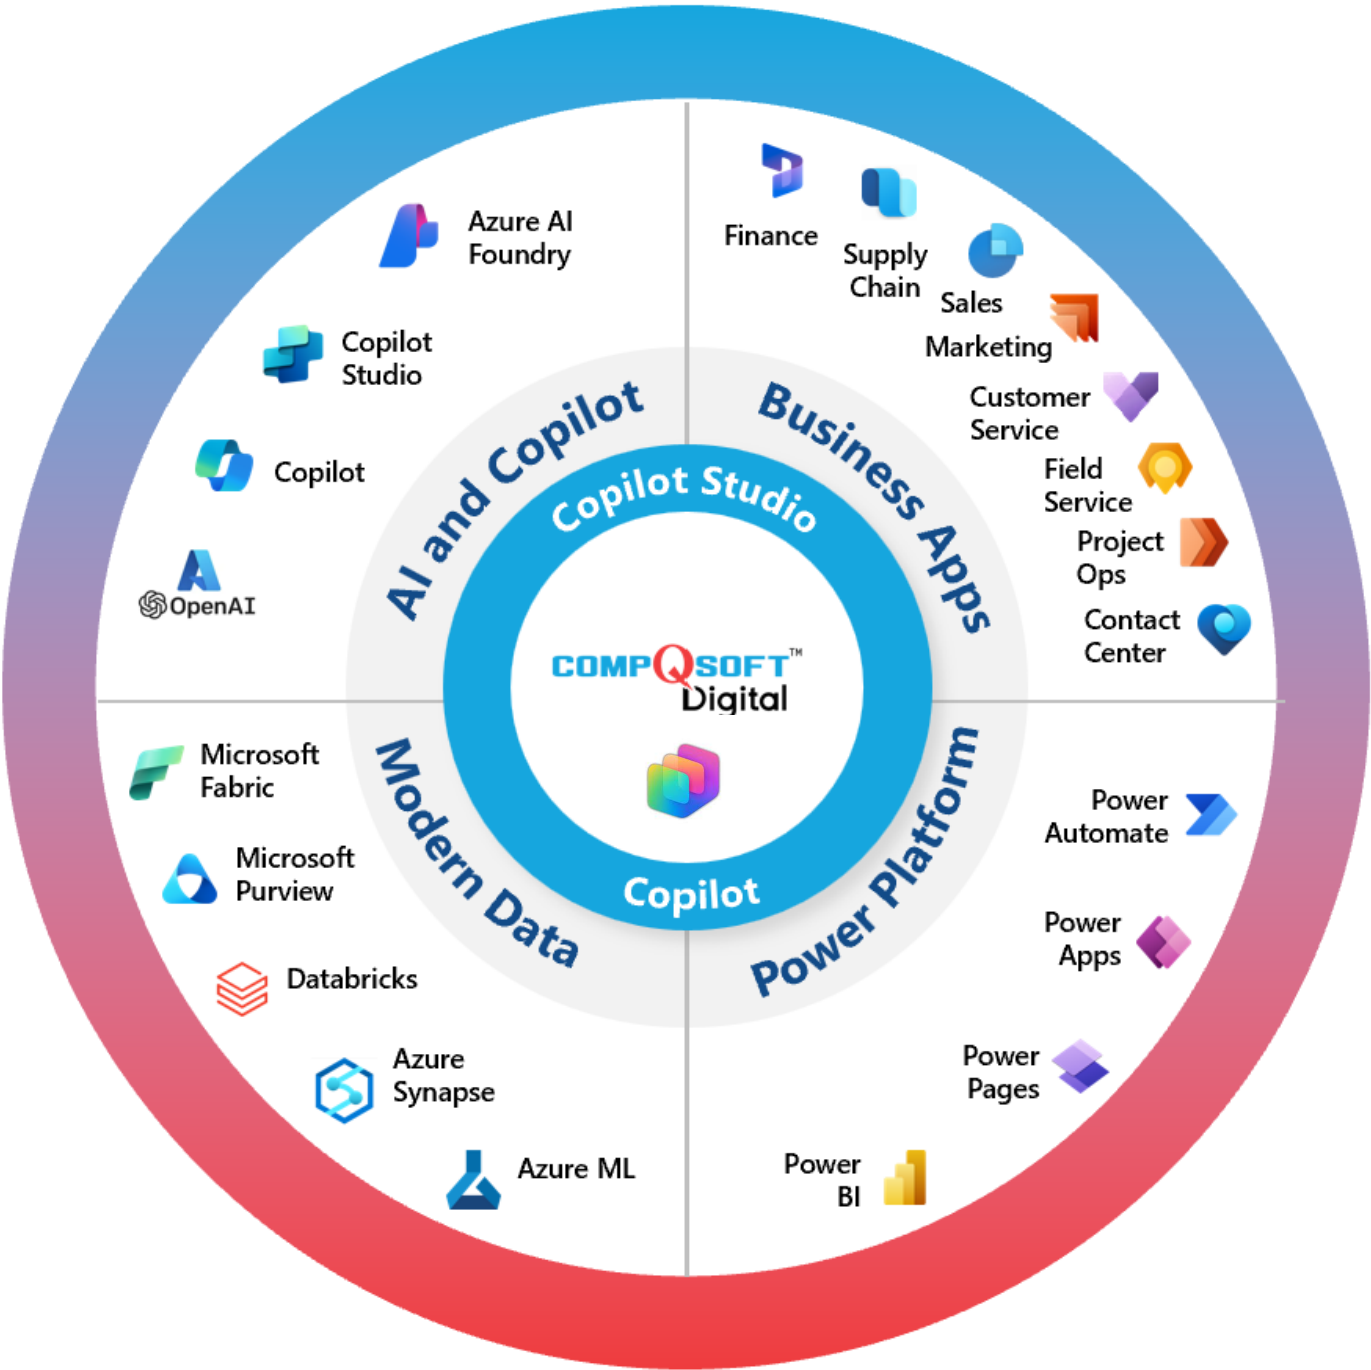 Azure AI
Foundry
Copilot
Studio
Copilot
OpenAI
AI and Copilot
Finance
Supply
Chain
Sales
Marketing
Customer
Service
Field
Service
Project
Ops
Contact
Center
Business Apps
Copilot Studio
COMPQSOFT™
Digital
Copilot
Microsoft
Fabric
Microsoft
Purview
Databricks
Azure
Synapse
Azure ML
Modern Data
Power
Automate
Power
Apps
Power
Pages
Power
BI
Power Platform